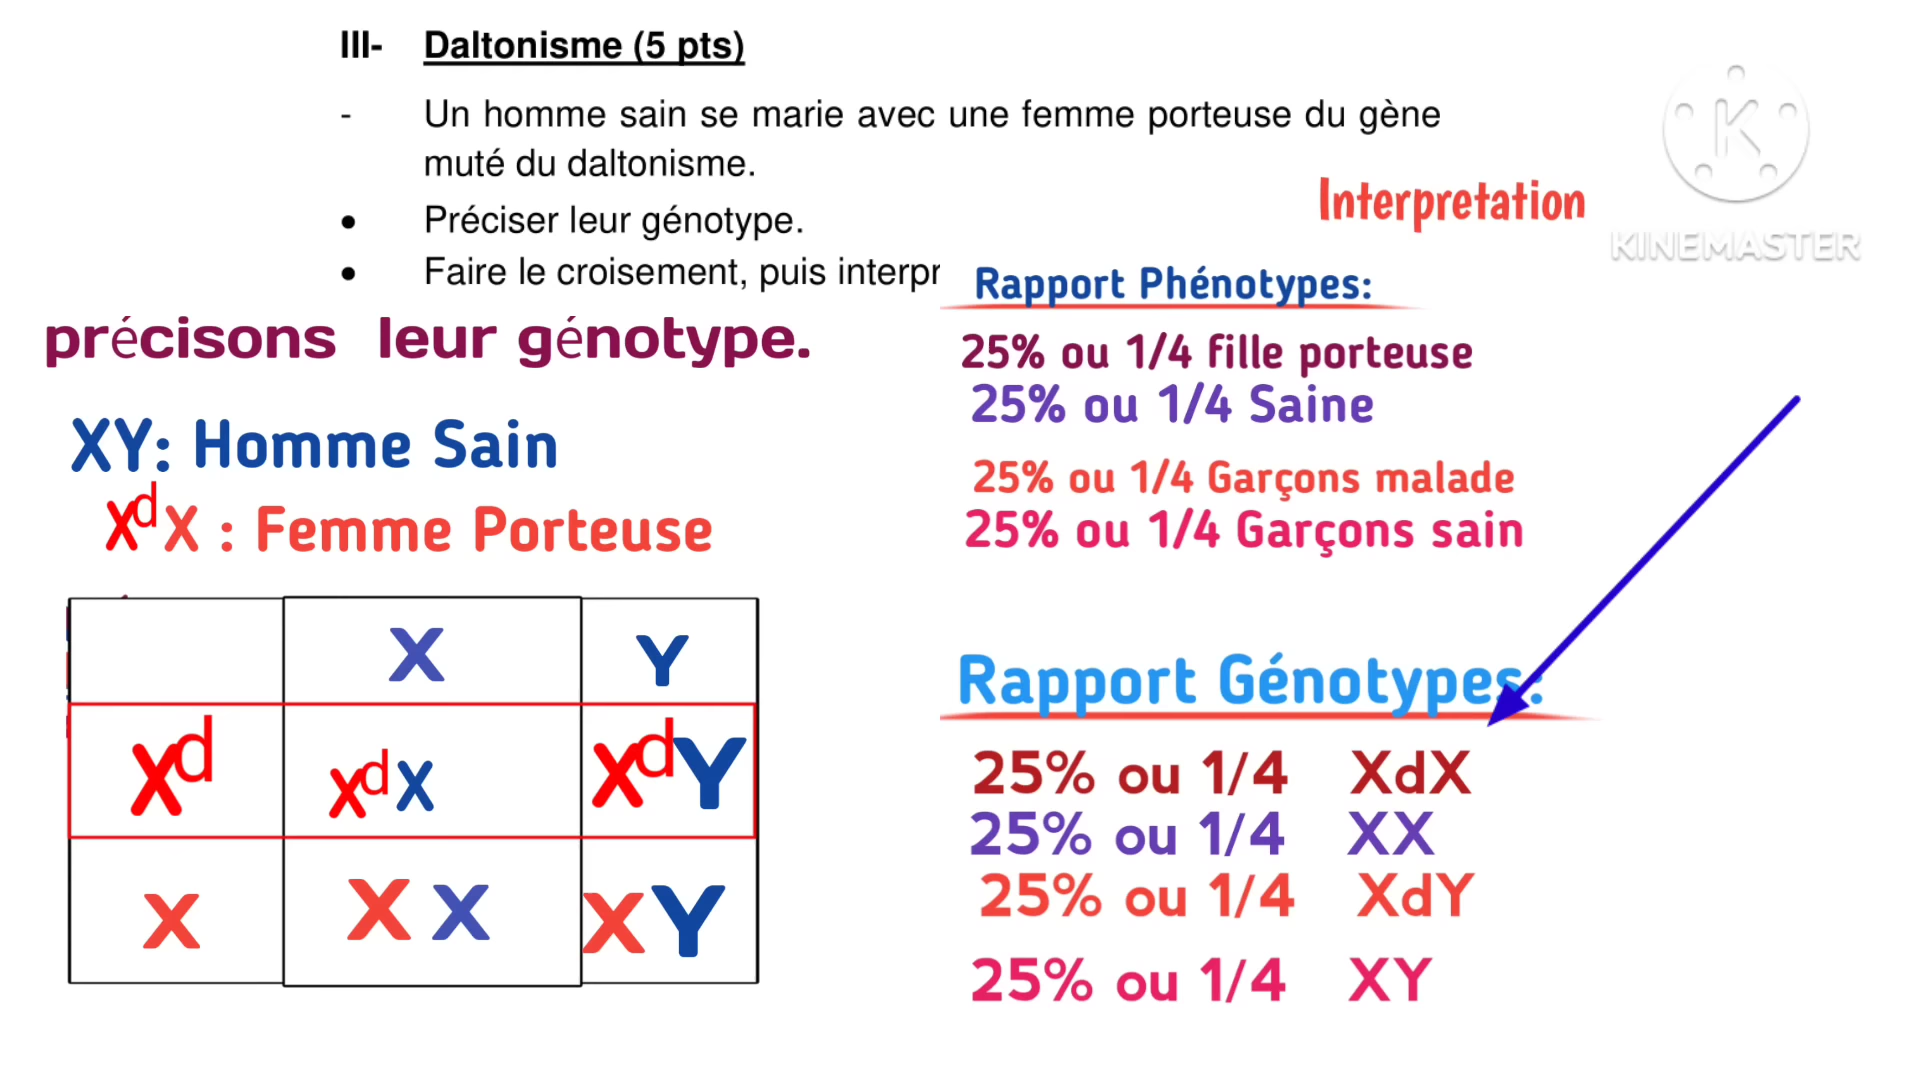 III- Daltonisme (5 pts)
- Un homme sain se marie avec une femme porteuse du gène
muté du daltonisme.
• Préciser leur génotype.
• Faire le croisement, puis interpr
précisons leur génotype.
XY: Homme Sain
XdX : Femme Porteuse
X Y
Xd XdX XdY
X X X XY
K
KINEMASTER
Interpretation
Rapport Phénotypes:
25% ou 1/4 fille porteuse
25% ou 1/4 Saine
25% ou 1/4 Garçons malade
25% ou 1/4 Garçons sain
Rapport Génotypes:
25% ou 1/4 XdX
25% ou 1/4 XX
25% ou 1/4 XdY
25% ou 1/4 XY